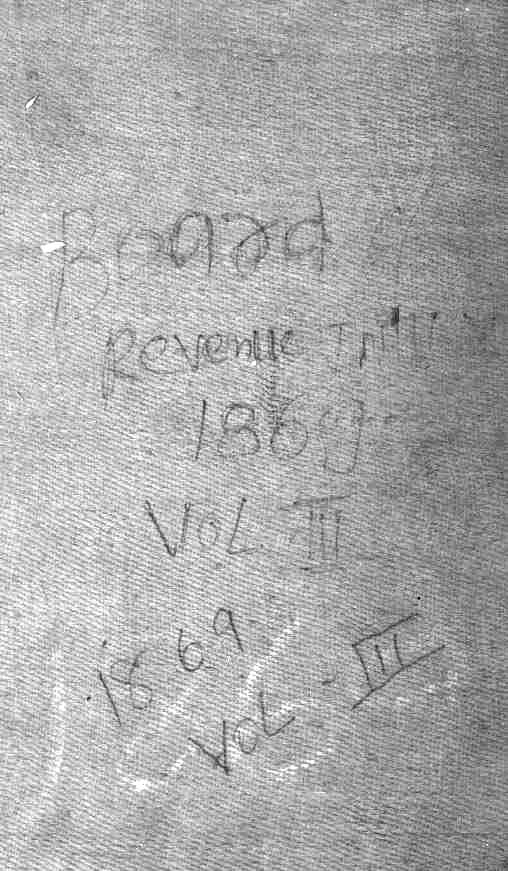 Board
Revenue
1869
VOL. III
1869
VOL - III